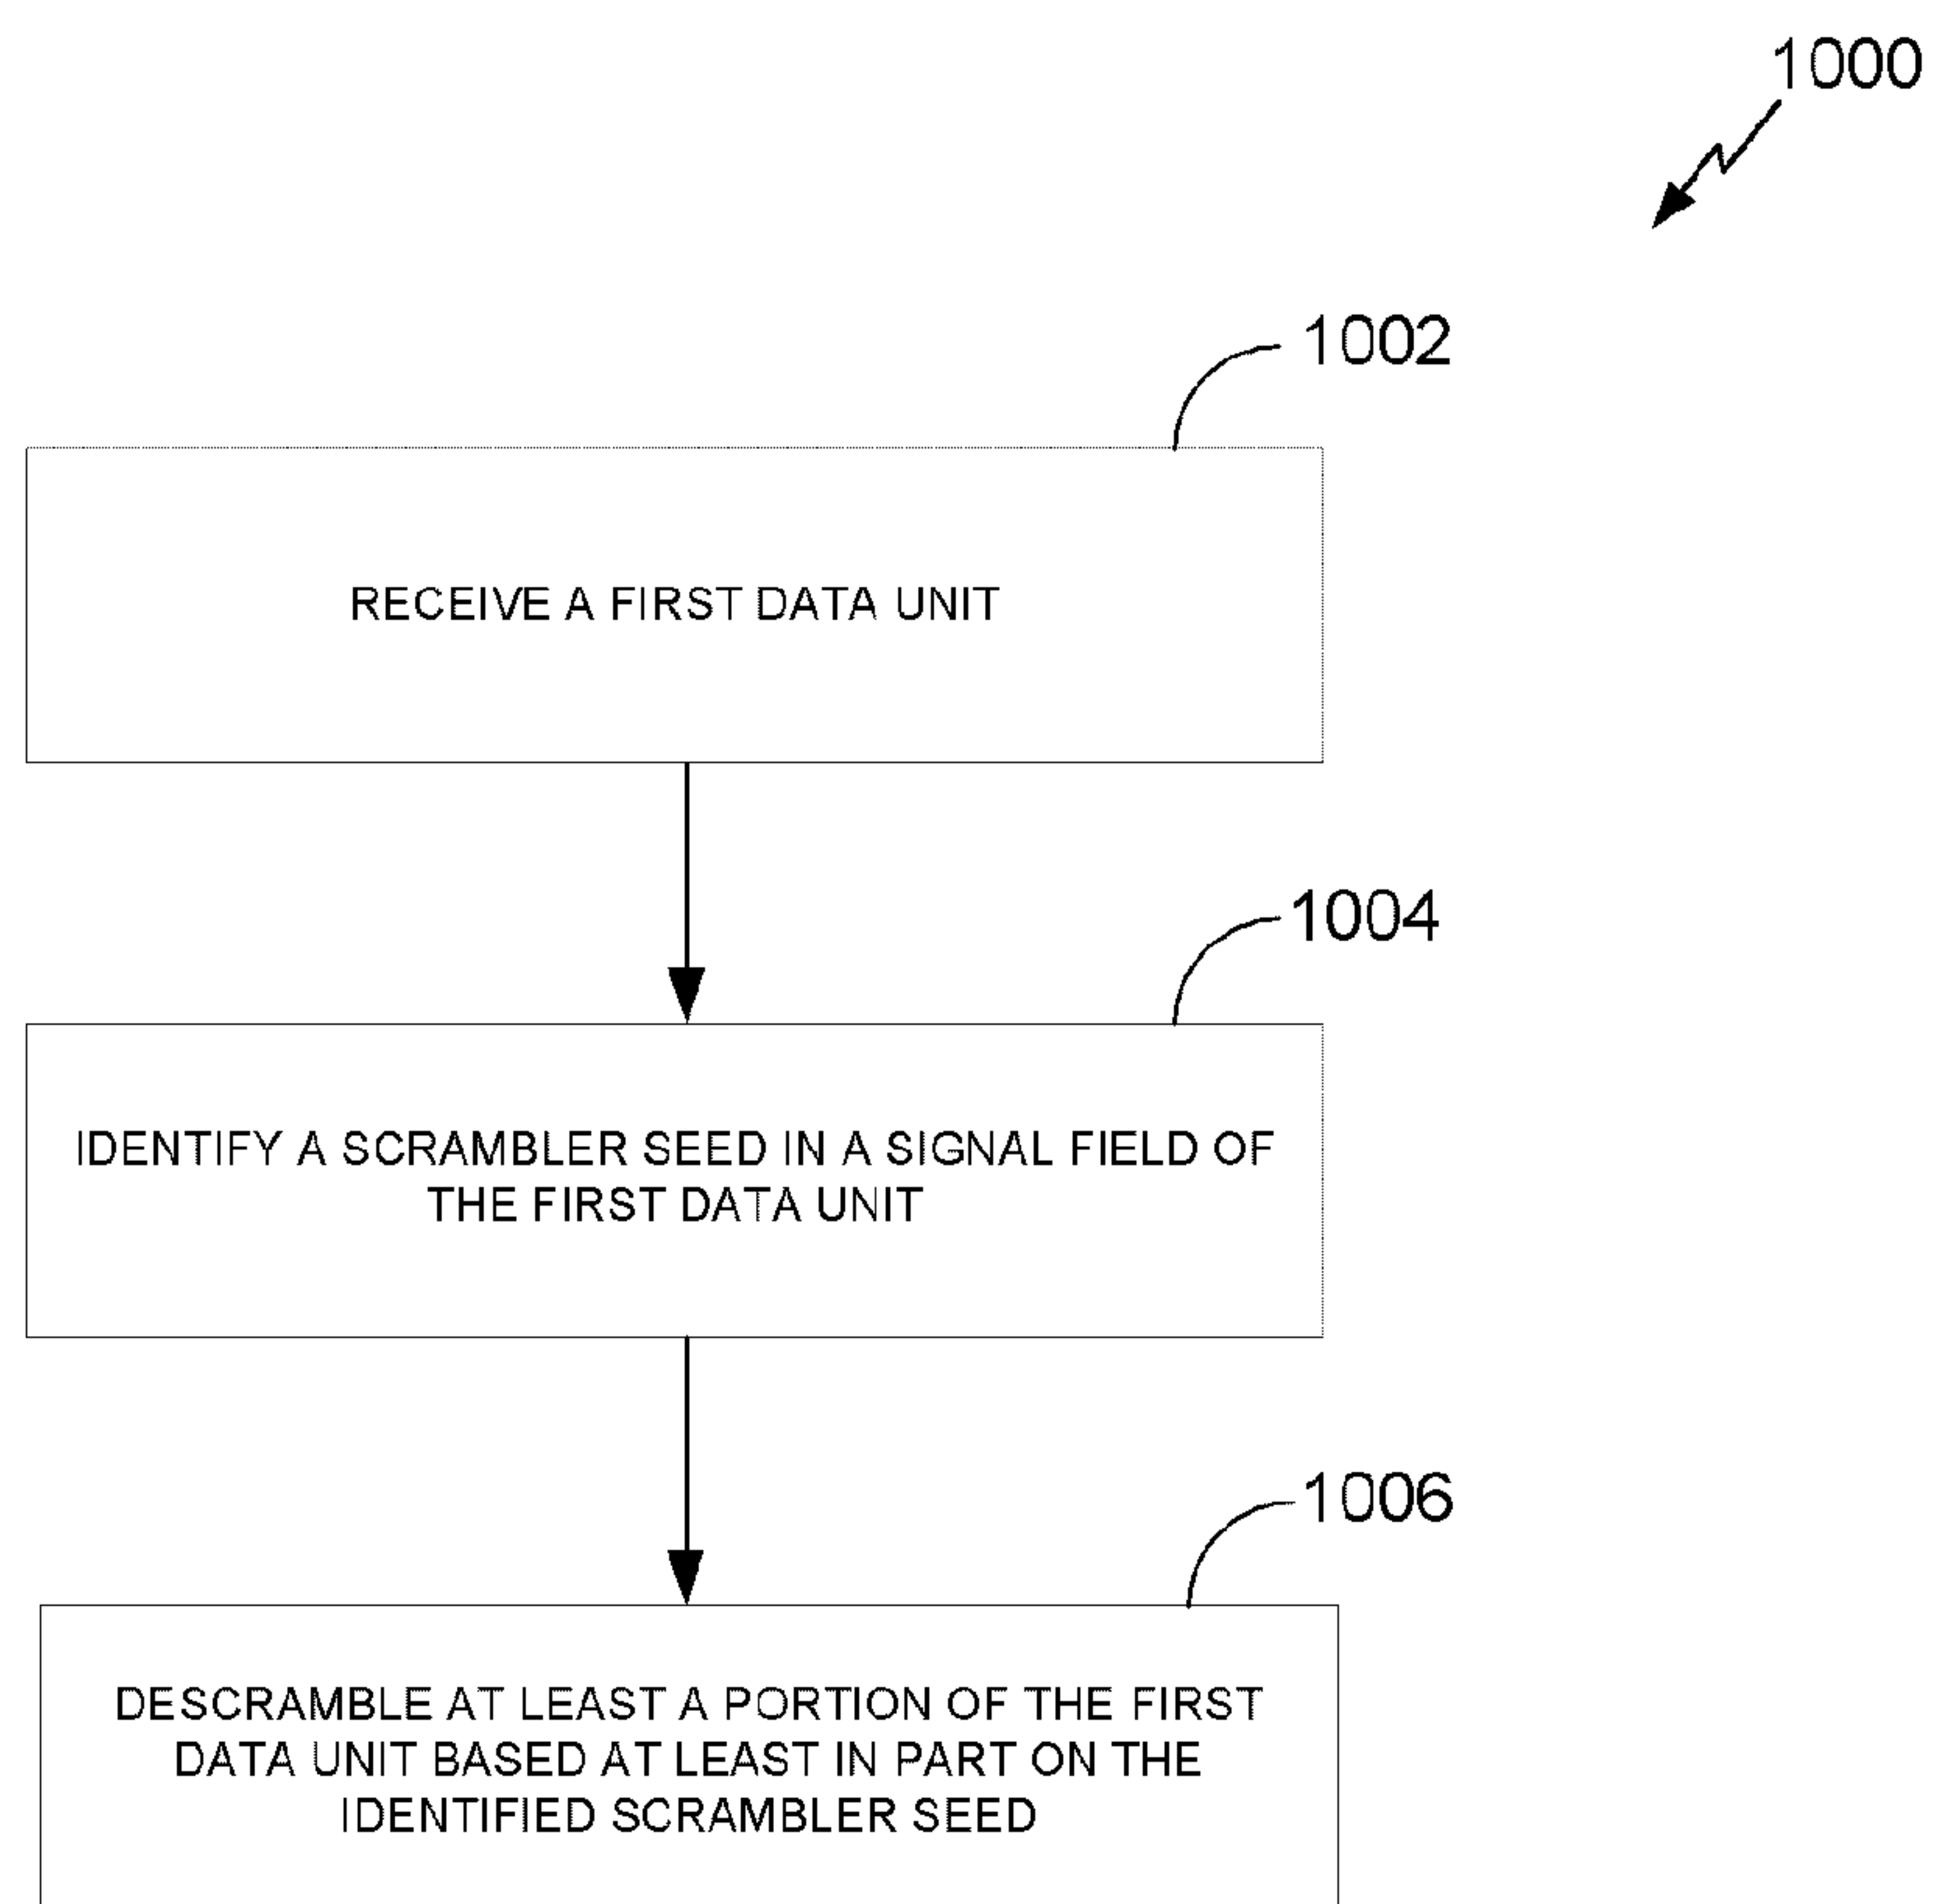 1000
1002
RECEIVE A FIRST DATA UNIT
1004
IDENTIFY A SCRAMBLER SEED IN A SIGNAL FIELD OF
THE FIRST DATA UNIT
1006
DESCRAMBLE AT LEAST A PORTION OF THE FIRST
DATA UNIT BASED AT LEAST IN PART ON THE
IDENTIFIED SCRAMBLER SEED